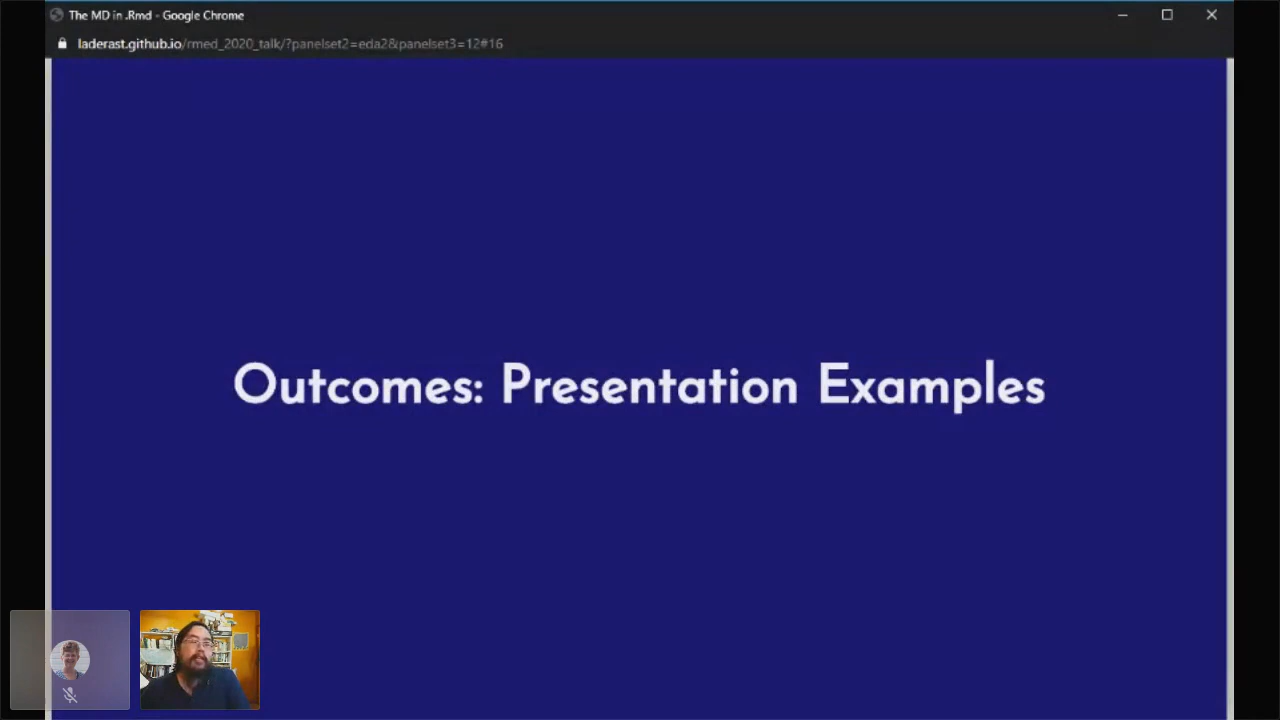 The MD in .Rmd - Google Chrome
laderast.github.io/rmed_2020_talk/?panelset2=eda2&panelset3=12#16
Outcomes: Presentation Examples